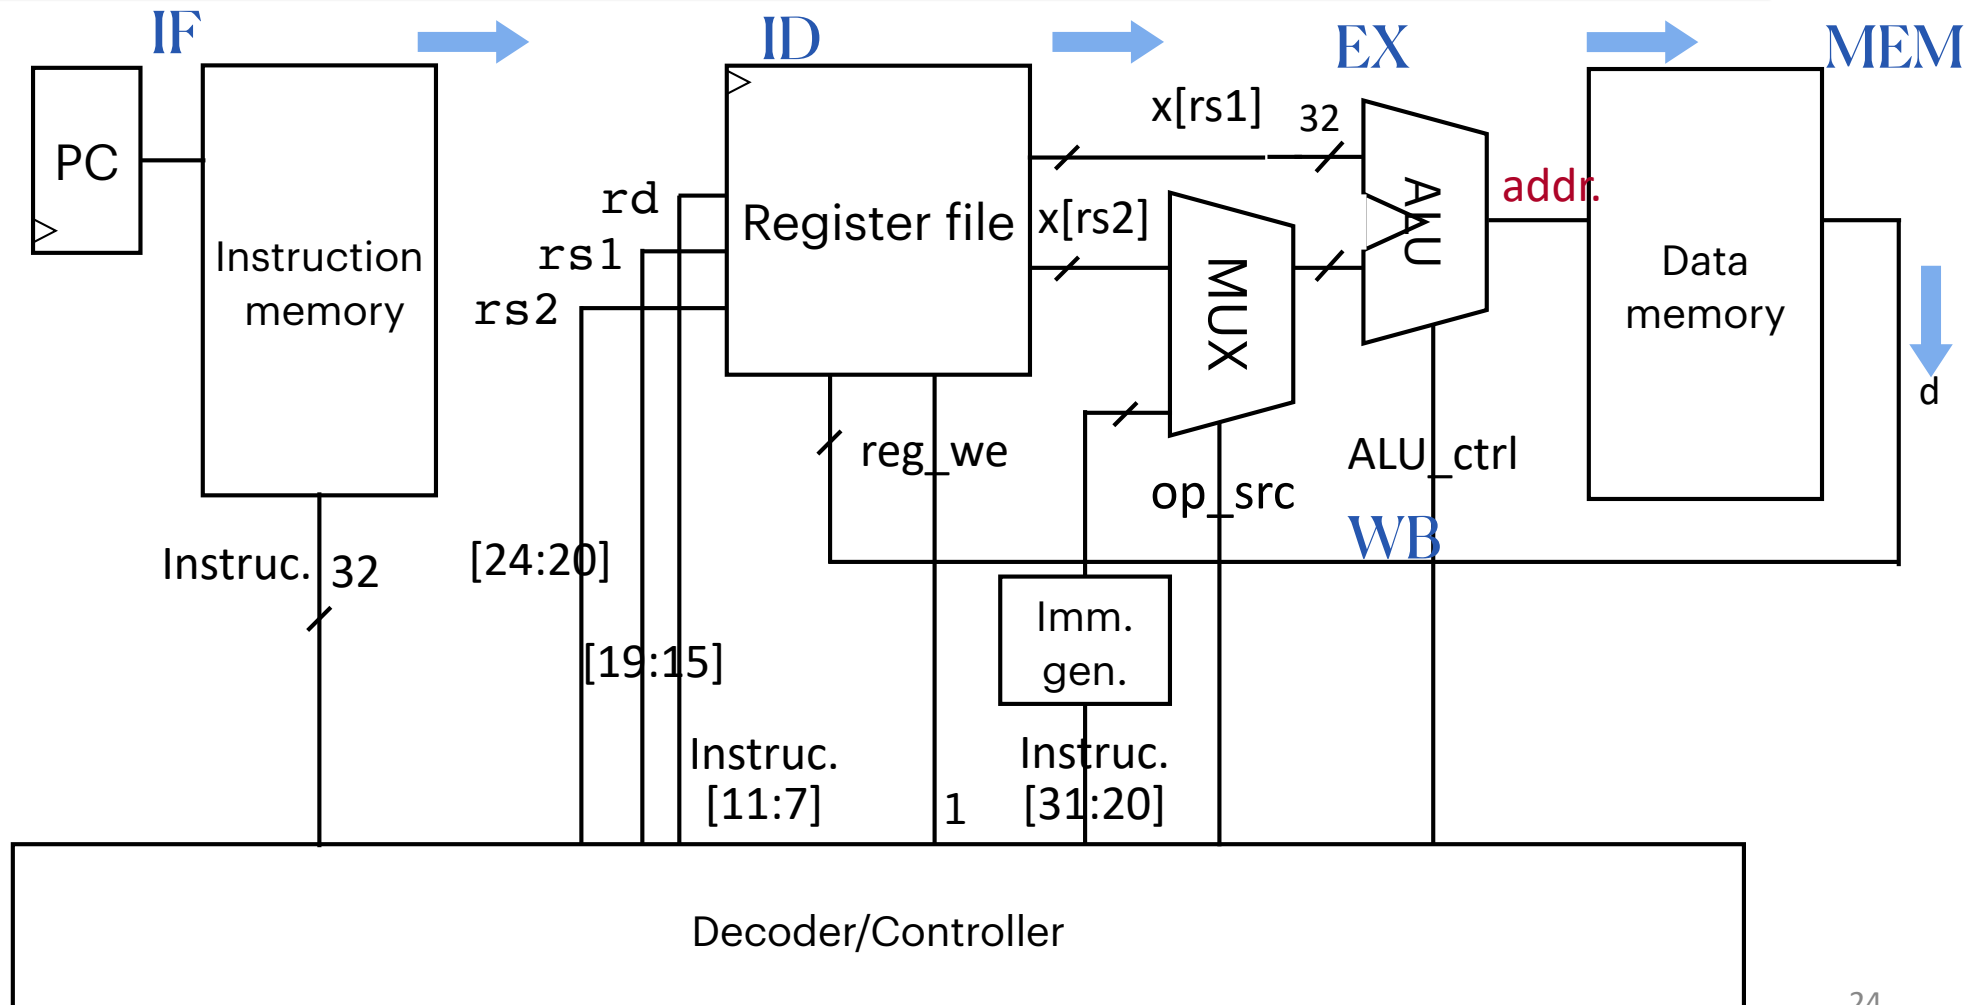 IF
ID
EX
MEM
PC
Instruction
memory
rd
rs1
rs2
Register file
x[rs1]
32
x[rs2]
MUX
ALU
addr.
Data
memory
d
reg_we
op_src
ALU_ctrl
WB
Instruc.
32
[24:20]
[19:15]
Imm.
gen.
Instruc.
[11:7]
1
Instruc.
[31:20]
Decoder/Controller
24